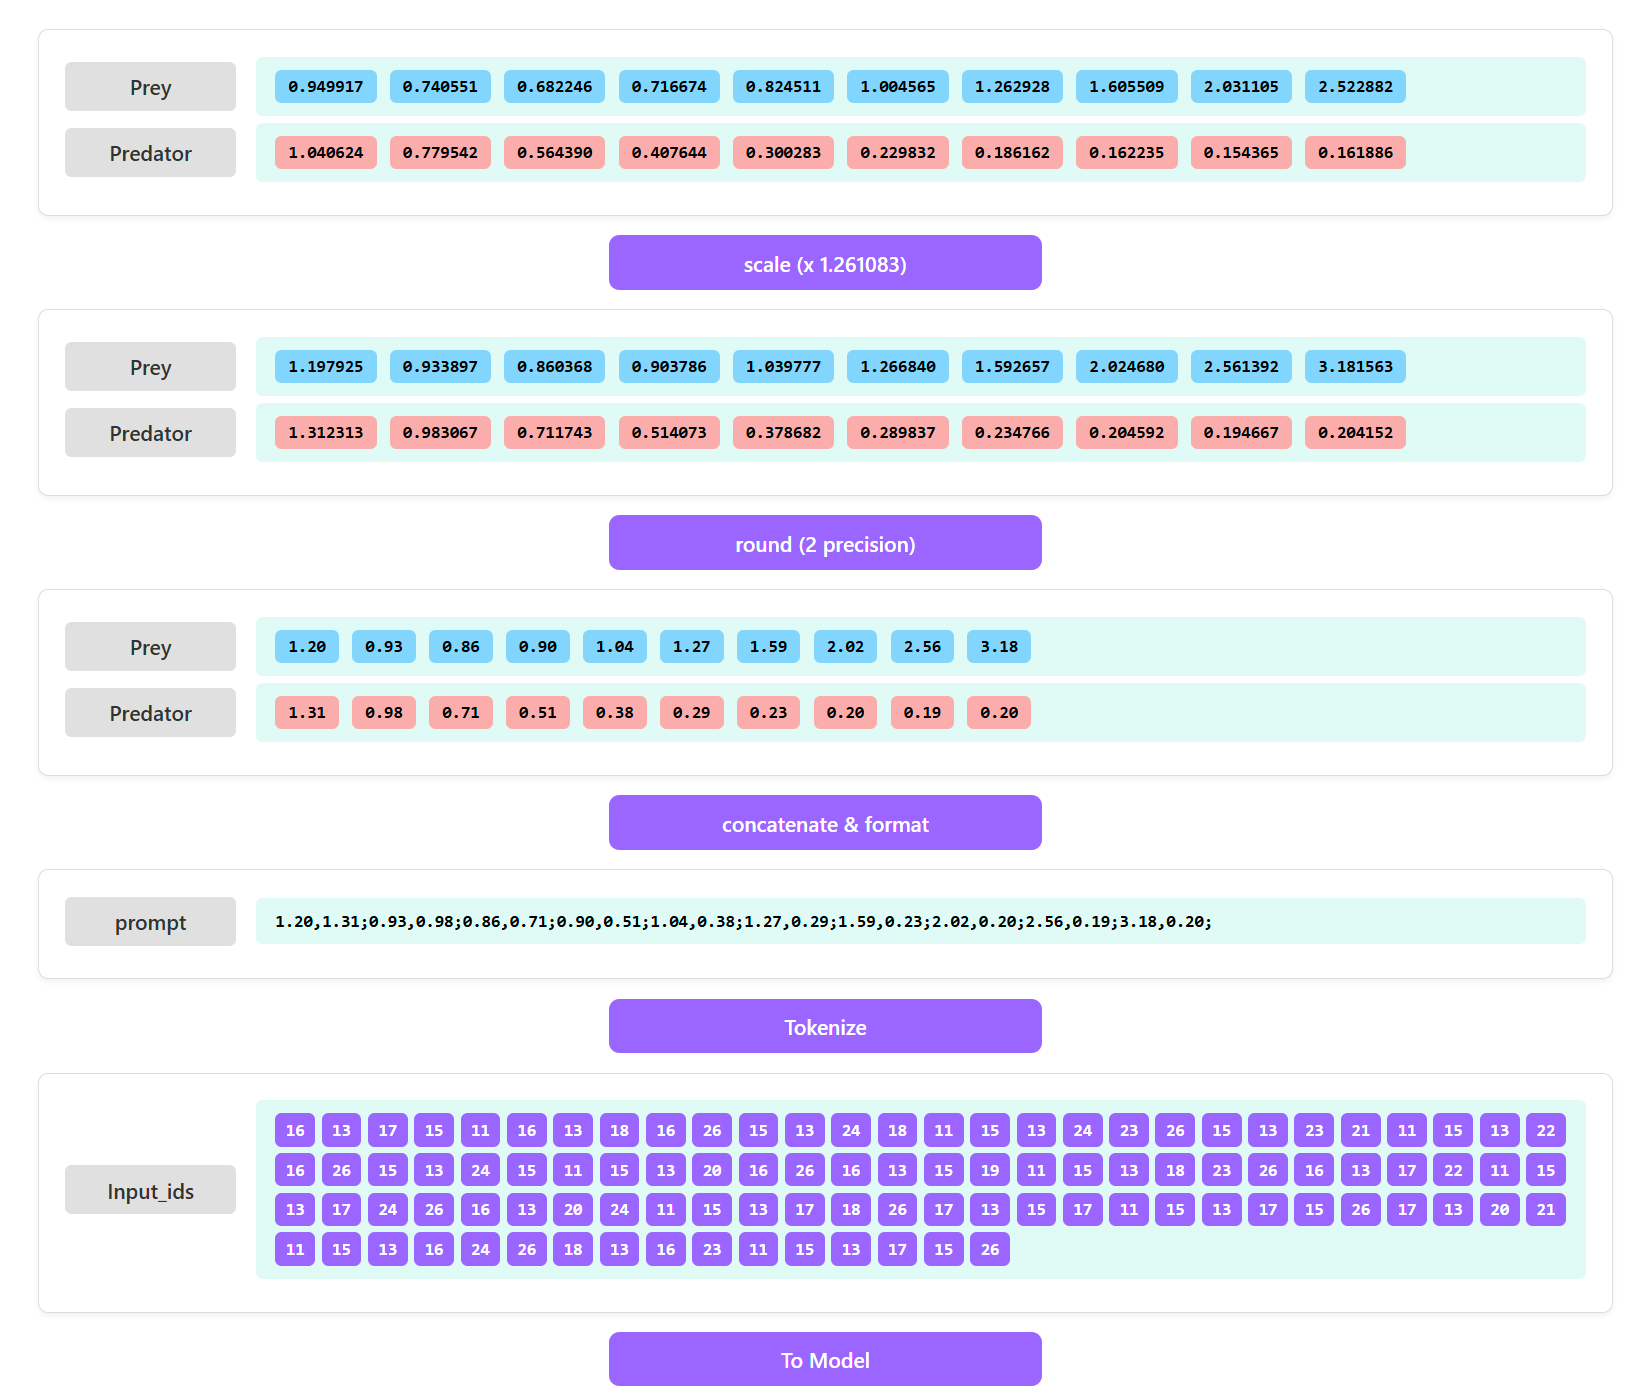 Prey 0.949917 0.740551 0.682246 0.716674 0.824511 1.004565 1.262928 1.605509 2.031105 2.522882
Predator 1.040624 0.779542 0.564390 0.407644 0.300283 0.229832 0.186162 0.162235 0.154365 0.161886
scale (x 1.261083)
Prey 1.197925 0.933897 0.860368 0.903786 1.039777 1.266840 1.592657 2.024680 2.561392 3.181563
Predator 1.312313 0.983067 0.711743 0.514073 0.378682 0.289837 0.234766 0.204592 0.194667 0.204152
round (2 precision)
Prey 1.20 0.93 0.86 0.90 1.04 1.27 1.59 2.02 2.56 3.18
Predator 1.31 0.98 0.71 0.51 0.38 0.29 0.23 0.20 0.19 0.20
concatenate & format
prompt 1.20,1.31;0.93,0.98;0.86,0.71;0.90,0.51;1.04,0.38;1.27,0.29;1.59,0.23;2.02,0.20;2.56,0.19;3.18,0.20;
Tokenize
16 13 17 15 11 16 13 18 16 26 15 13 24 18 11 15 13 24 23 26 15 13 23 21 11 15 13 22
16 26 15 13 24 15 11 15 13 20 16 26 16 13 15 19 11 15 13 18 23 26 16 13 17 22 11 15
Input_ids
13 17 24 26 16 13 20 24 11 15 13 17 18 26 17 13 15 17 11 15 13 17 15 26 17 13 20 21
11 15 13 16 24 26 18 13 16 23 11 15 13 17 15 26
To Model